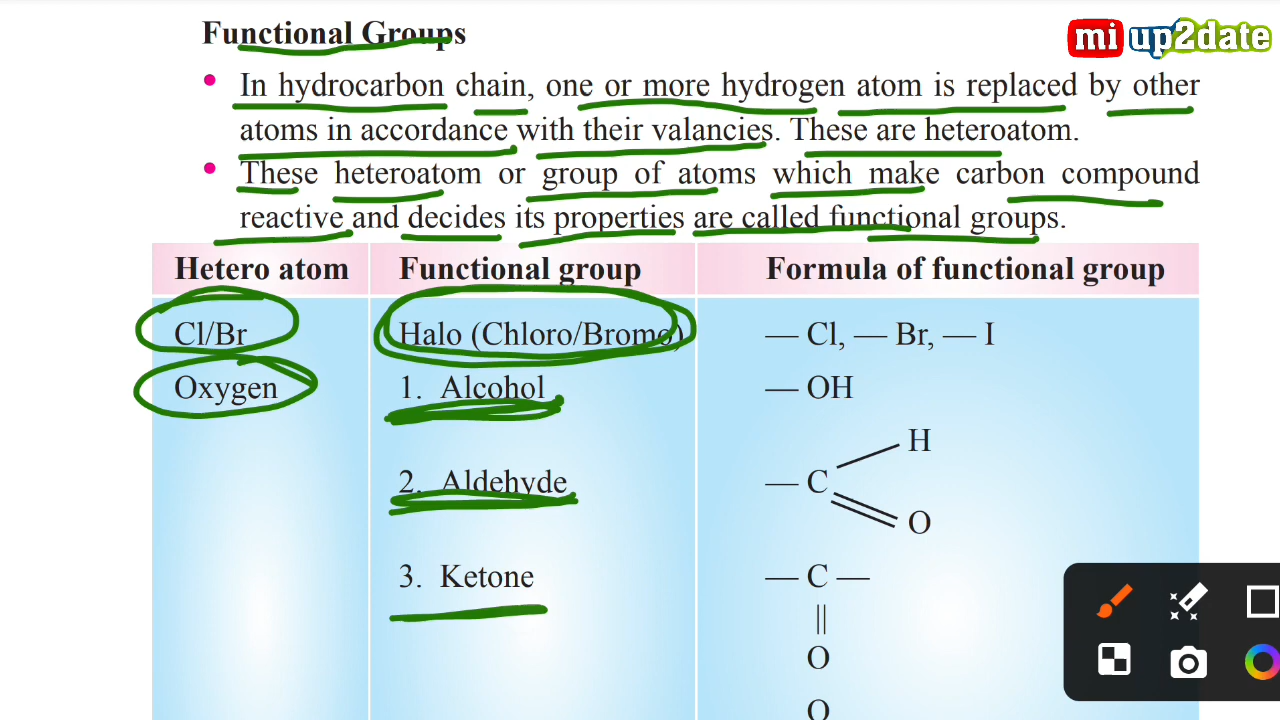 Functional Groups
mi up2date
• In hydrocarbon chain, one or more hydrogen atom is replaced by other
atoms in accordance with their valancies. These are heteroatom.
• These heteroatom or group of atoms which make carbon compound
reactive and decides its properties are called functional groups.
Hetero atom Functional group Formula of functional group
Cl/Br Halo (Chloro/Bromo) — Cl, — Br, — I
Oxygen 1. Alcohol — OH
H
2. Aldehyde — C
O
3. Ketone — C —
||
O
O